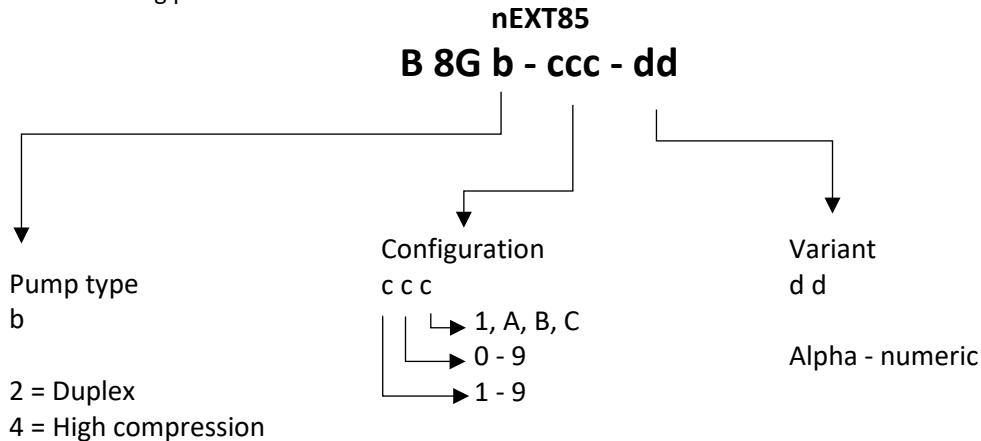 nEXT85
B 8G b - ccc - dd
Configuration
Variant
Pump type
c c c
d d
b
1, A, B, C
0 - 9
Alpha - numeric
2 = Duplex
1 - 9
4 = High compression